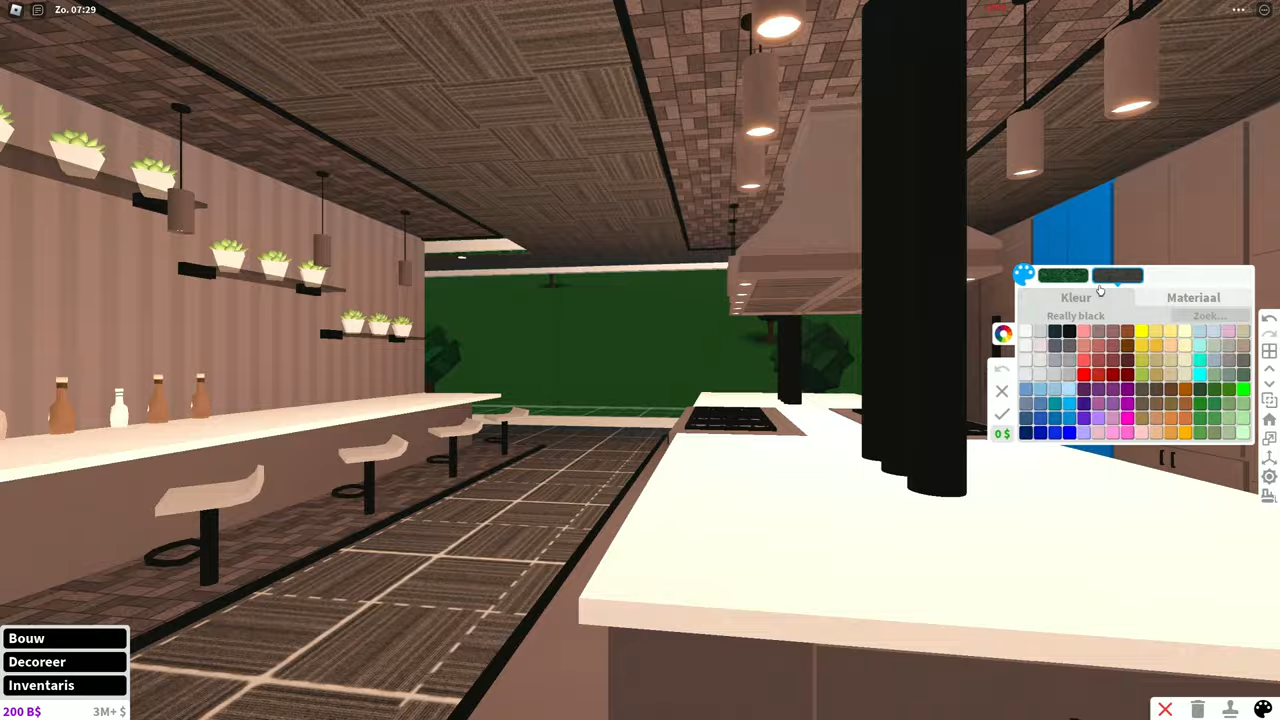 Zo. 07:29
Kleur
Materiaal
Really black
Zoek...
0 $
Bouw
Decoreer
Inventaris
200 B$
3M+ $